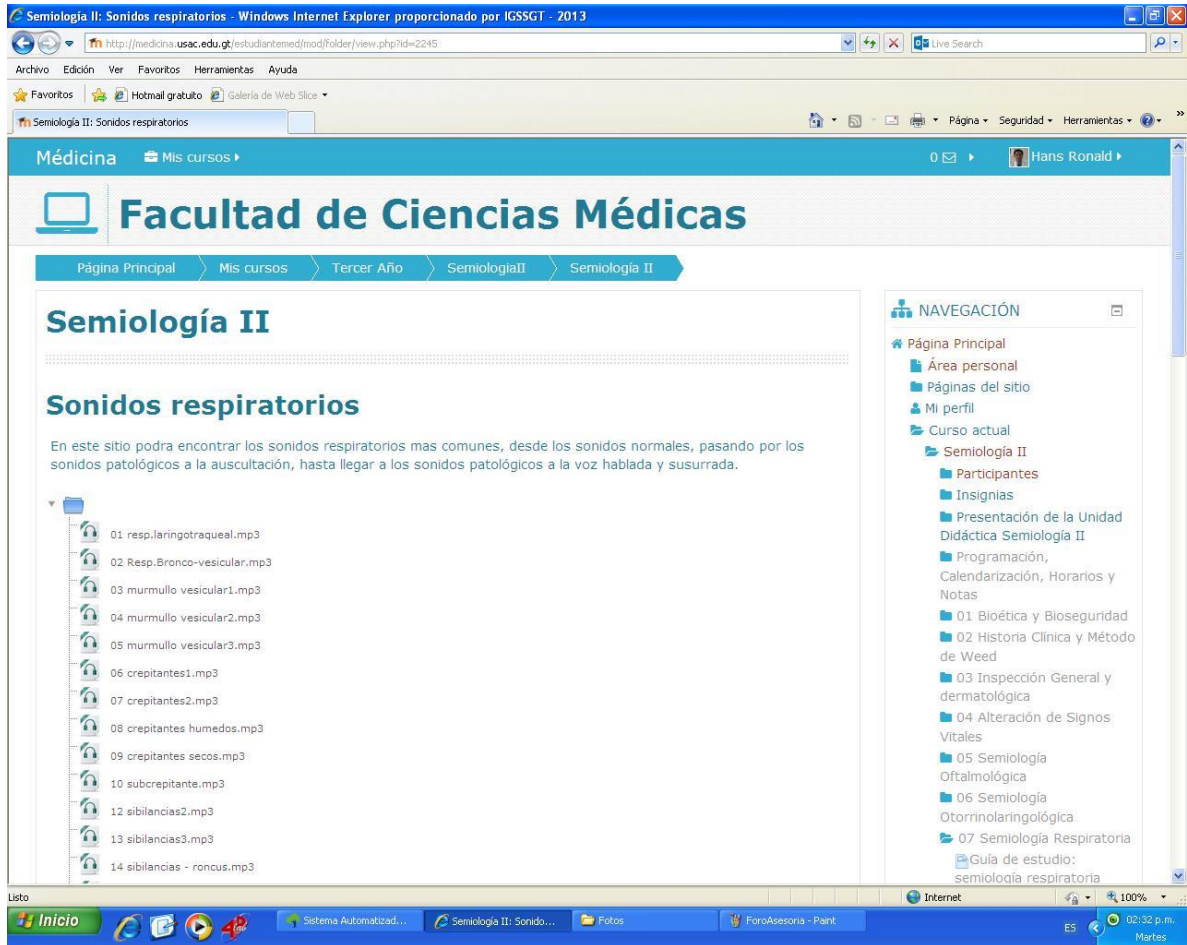 Semiología II: Sonidos respiratorios - Windows Internet Explorer proporcionado por IGSSGT - 2013
http://medicina.usac.edu.gt/estudiantemed/mod/folder/view.php?id=2245
Live Search
Archivo Edición Ver Favoritos Herramientas Ayuda
Favoritos Hotmail gratuito Galería de Web Slice
Semiología II: Sonidos respiratorios
Página Seguridad Herramientas »
Médicina Mis cursos 0 Hans Ronald
Facultad de Ciencias Médicas
Página Principal Mis cursos Tercer Año SemiologiaII Semiología II
Semiología II
Sonidos respiratorios
En este sitio podra encontrar los sonidos respiratorios mas comunes, desde los sonidos normales, pasando por los
sonidos patológicos a la auscultación, hasta llegar a los sonidos patológicos a la voz hablada y susurrada.
01 resp.laringotraqueal.mp3
02 Resp.Bronco-vesicular.mp3
03 murmullo vesicular1.mp3
04 murmullo vesicular2.mp3
05 murmullo vesicular3.mp3
06 crepitantes1.mp3
07 crepitantes2.mp3
08 crepitantes humedos.mp3
09 crepitantes secos.mp3
10 subcrepitante.mp3
12 sibilancias2.mp3
13 sibilancias3.mp3
14 sibilancias - roncus.mp3
NAVEGACIÓN
Página Principal
Área personal
Páginas del sitio
Mi perfil
Curso actual
Semiología II
Participantes
Insignias
Presentación de la Unidad
Didáctica Semiología II
Programación,
Calendarización, Horarios y
Notas
01 Bioética y Bioseguridad
02 Historia Clínica y Método
de Weed
03 Inspección General y
dermatológica
04 Alteración de Signos
Vitales
05 Semiología
Oftalmológica
06 Semiología
Otorrinolaringológica
07 Semiología Respiratoria
Guía de estudio:
semiología respiratoria
Listo Internet 100%
Inicio Sistema Automatizad... Semiología II: Sonido... Fotos ForoAsesoria - Paint ES 02:32 p.m.
Martes